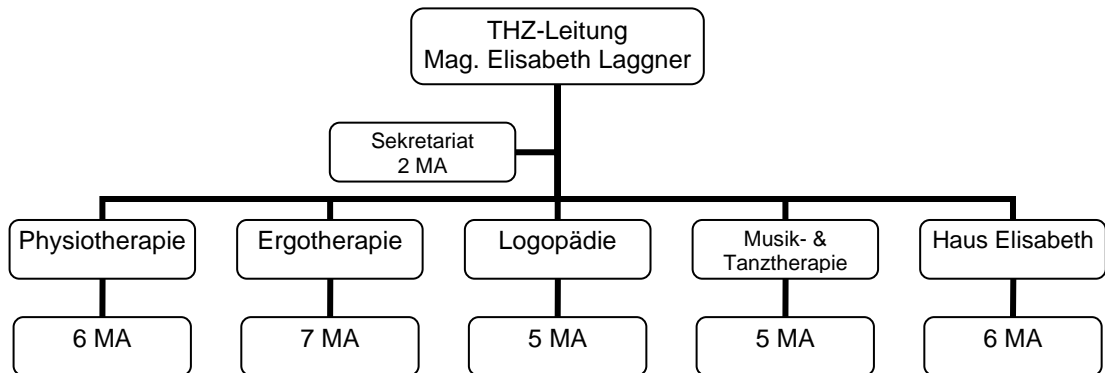 THZ-Leitung
Mag. Elisabeth Laggner
Sekretariat
2 MA
Physiotherapie
Ergotherapie
Logopädie
Musik- &
Tanztherapie
Haus Elisabeth
6 MA
7 MA
5 MA
5 MA
6 MA